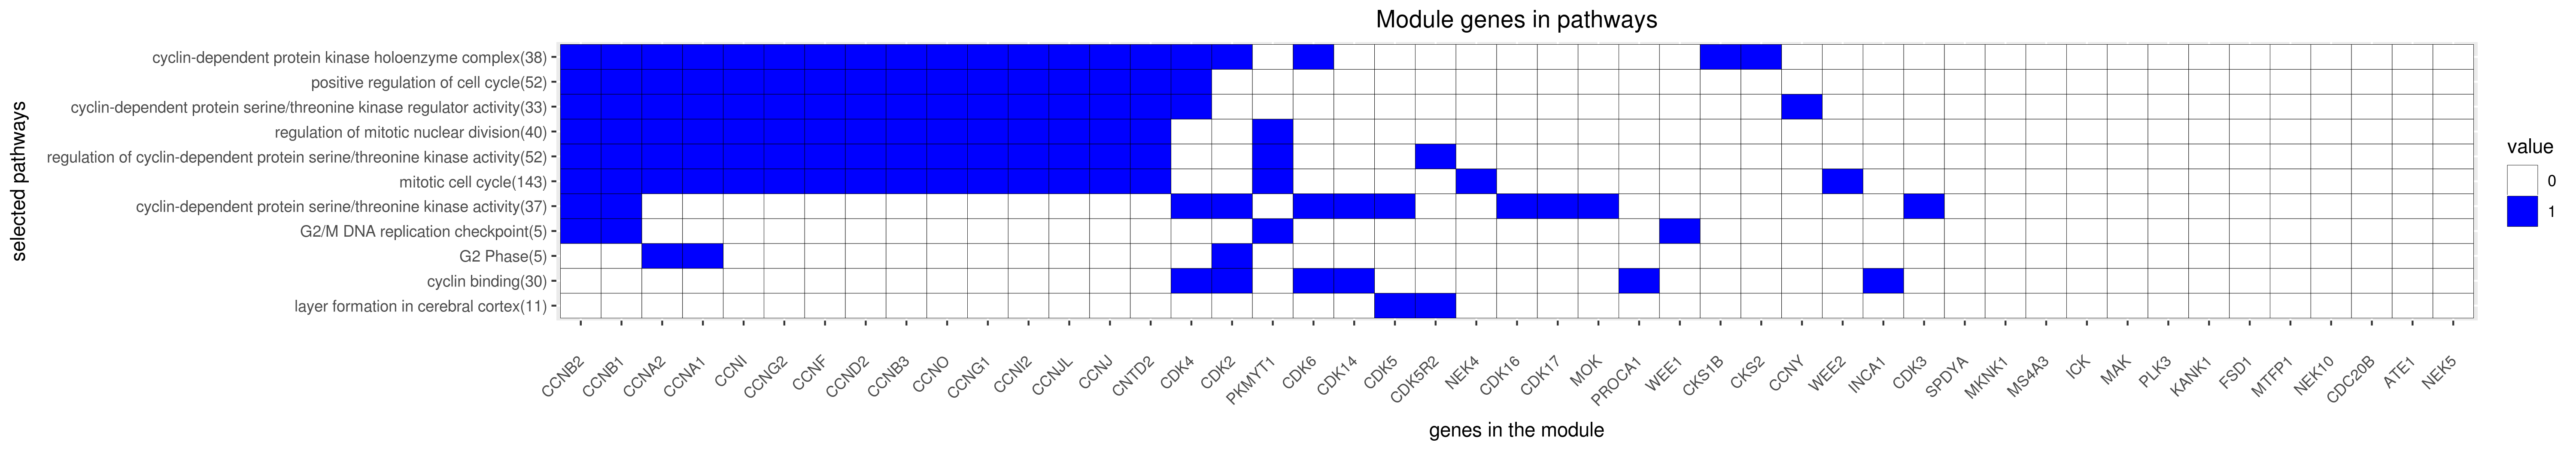 Module genes in pathways
selected pathways
cyclin-dependent protein kinase holoenzyme complex(38)
positive regulation of cell cycle(52)
cyclin-dependent protein serine/threonine kinase regulator activity(33)
regulation of mitotic nuclear division(40)
regulation of cyclin-dependent protein serine/threonine kinase activity(52)
mitotic cell cycle(143)
cyclin-dependent protein serine/threonine kinase activity(37)
G2/M DNA replication checkpoint(5)
G2 Phase(5)
cyclin binding(30)
layer formation in cerebral cortex(11)
value
0
1
CCNB2
CCNB1
CCNA2
CCNA1
CCNI
CCNG2
CCNF
CCND2
CCNB3
CCNO
CCNG1
CCNI2
CCNJL
CCNJ
CNTD2
CDK4
CDK2
PKMYT1
CDK6
CDK14
CDK5
CDK5R2
NEK4
CDK16
CDK17
MOK
PROCA1
WEE1
CKS1B
CKS2
CCNY
WEE2
INCA1
CDK3
SPDYA
MKNK1
MS4A3
ICK
MAK
PLK3
KANK1
FSD1
MTFP1
NEK10
CDC20B
ATE1
NEK5
genes in the module